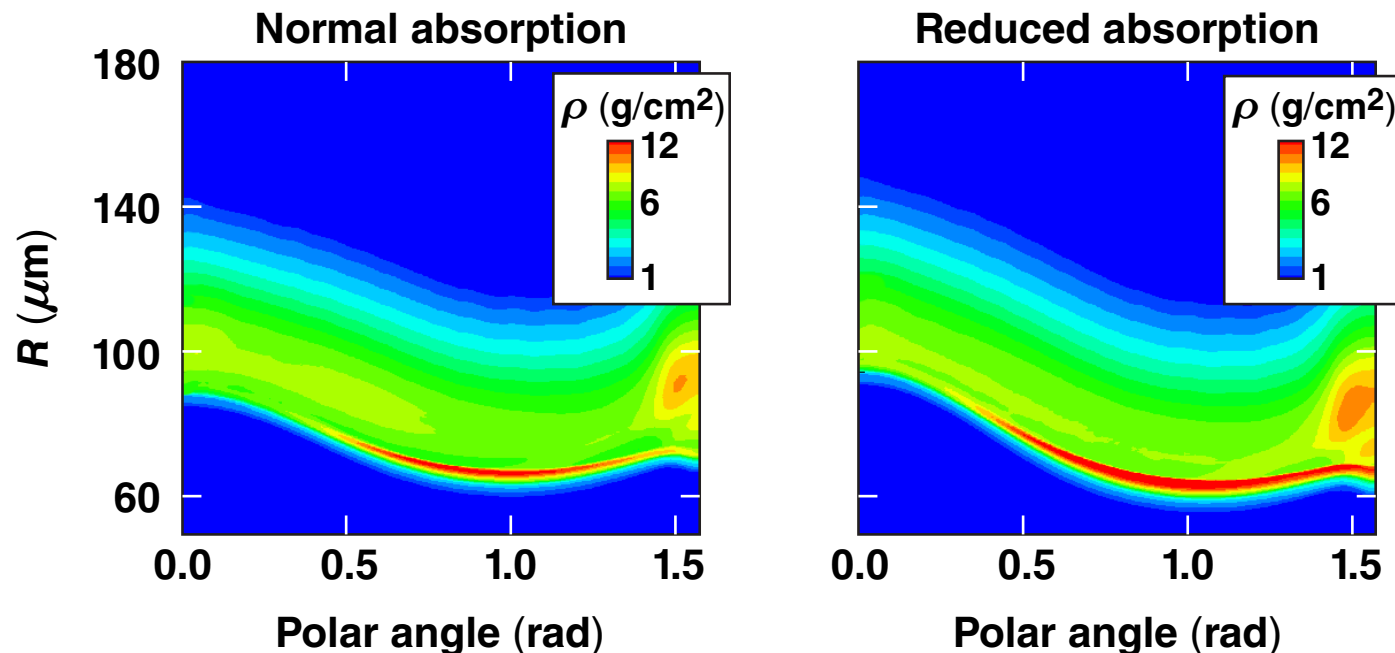 Normal absorption
Reduced absorption
180
140
100
60
R (μm)
ρ (g/cm²)
12
6
1
ρ (g/cm²)
12
6
1
0.0 0.5 1.0 1.5
0.0 0.5 1.0 1.5
Polar angle (rad)
Polar angle (rad)